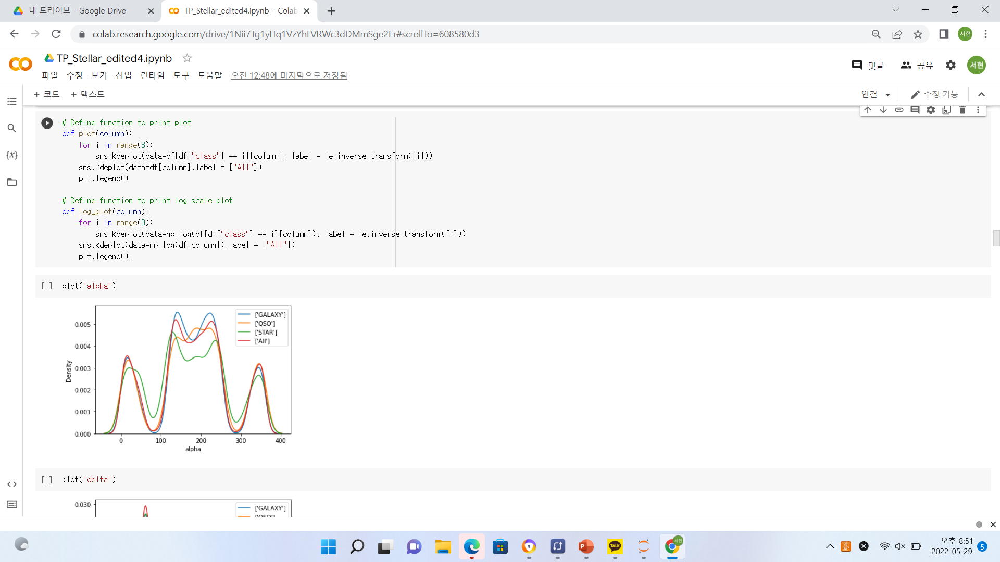 내 드라이브 - Google Drive
TP_Stellar_edited4.ipynb - Colab
colab.research.google.com/drive/1Nii7Tg1ylTq1VzYhLVRWc3dDMmSge2Er#scrollTo=608580d3
서현
TP_Stellar_edited4.ipynb
댓글
공유
서현
파일 수정 보기 삽입 런타임 도구 도움말 오전 12:48에 마지막으로 저장됨
+ 코드 + 텍스트
연결
수정 가능
{x}
# Define function to print plot
def plot(column):
for i in range(3):
sns.kdeplot(data=df[df["class"] == i][column], label = le.inverse_transform([i]))
sns.kdeplot(data=df[column],label = ["All"])
plt.legend()
# Define function to print log scale plot
def log_plot(column):
for i in range(3):
sns.kdeplot(data=np.log(df[df["class"] == i][column]), label = le.inverse_transform([i]))
sns.kdeplot(data=np.log(df[column]),label = ["All"])
plt.legend();
[ ] plot('alpha')
['GALAXY']
['QSO']
['STAR']
['All']
0.005
0.004
0.003
0.002
0.001
0.000
Density
0 100 200 300 400
alpha
[ ] plot('delta')
0.030
['GALAXY']
['QSO']
TALK
서현
오후 8:51
2022-05-29
5